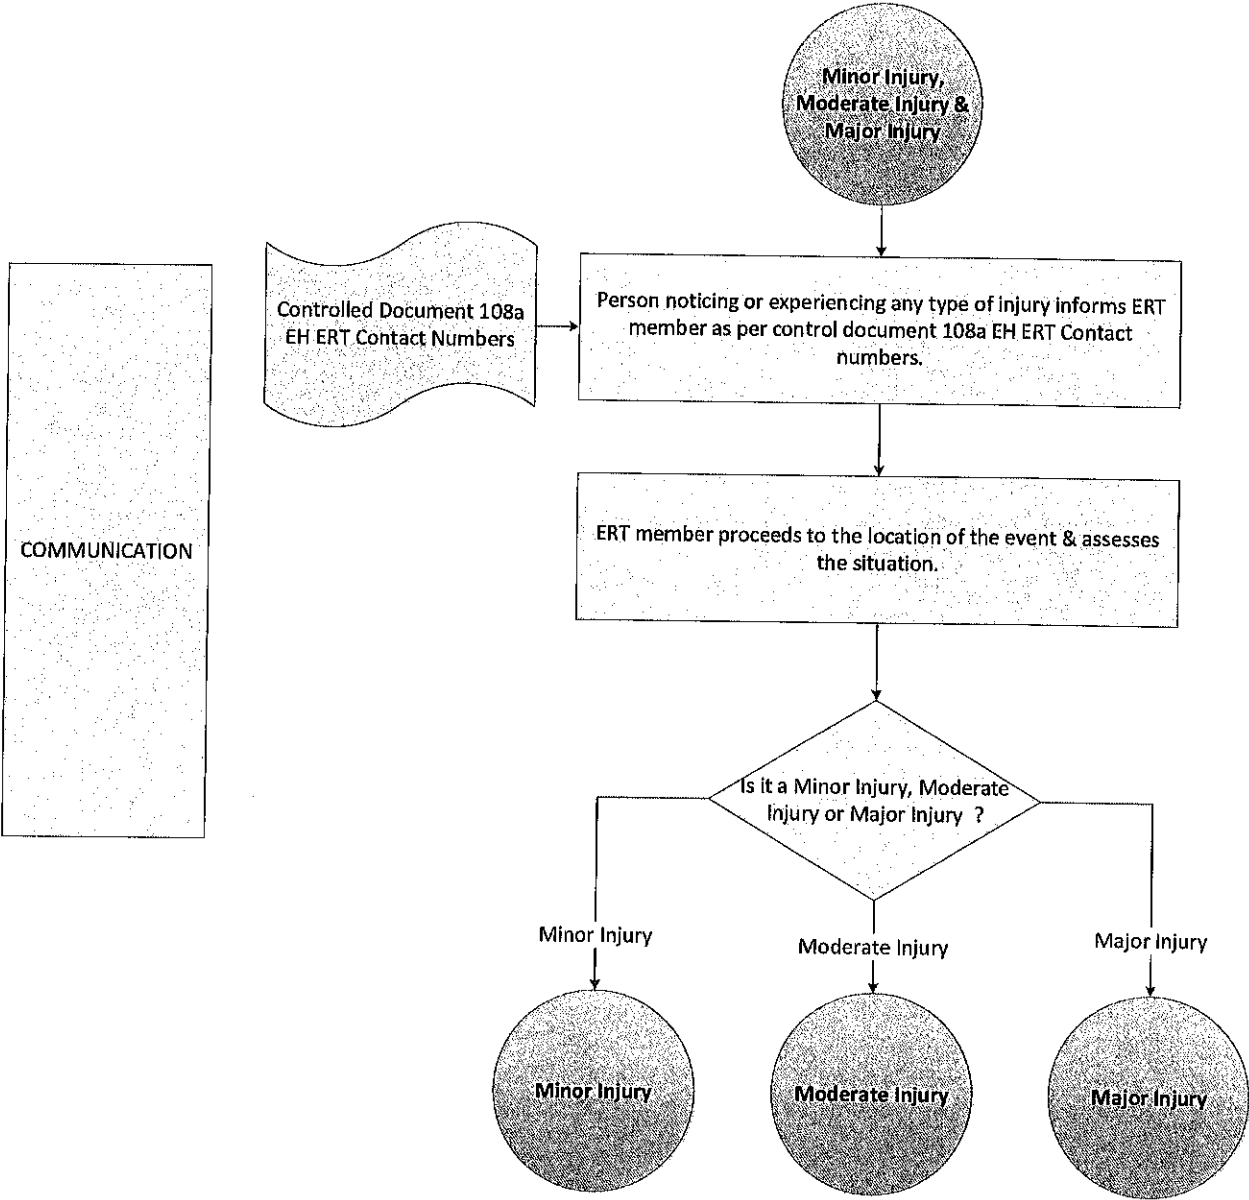 Minor Injury,
Moderate Injury &
Major Injury
Controlled Document 108a
EH ERT Contact Numbers
Person noticing or experiencing any type of injury informs ERT
member as per control document 108a EH ERT Contact
numbers.
COMMUNICATION
ERT member proceeds to the location of the event & assesses
the situation.
Is it a Minor Injury, Moderate
Injury or Major Injury ?
Minor Injury
Moderate Injury
Major Injury
Minor Injury
Moderate Injury
Major Injury